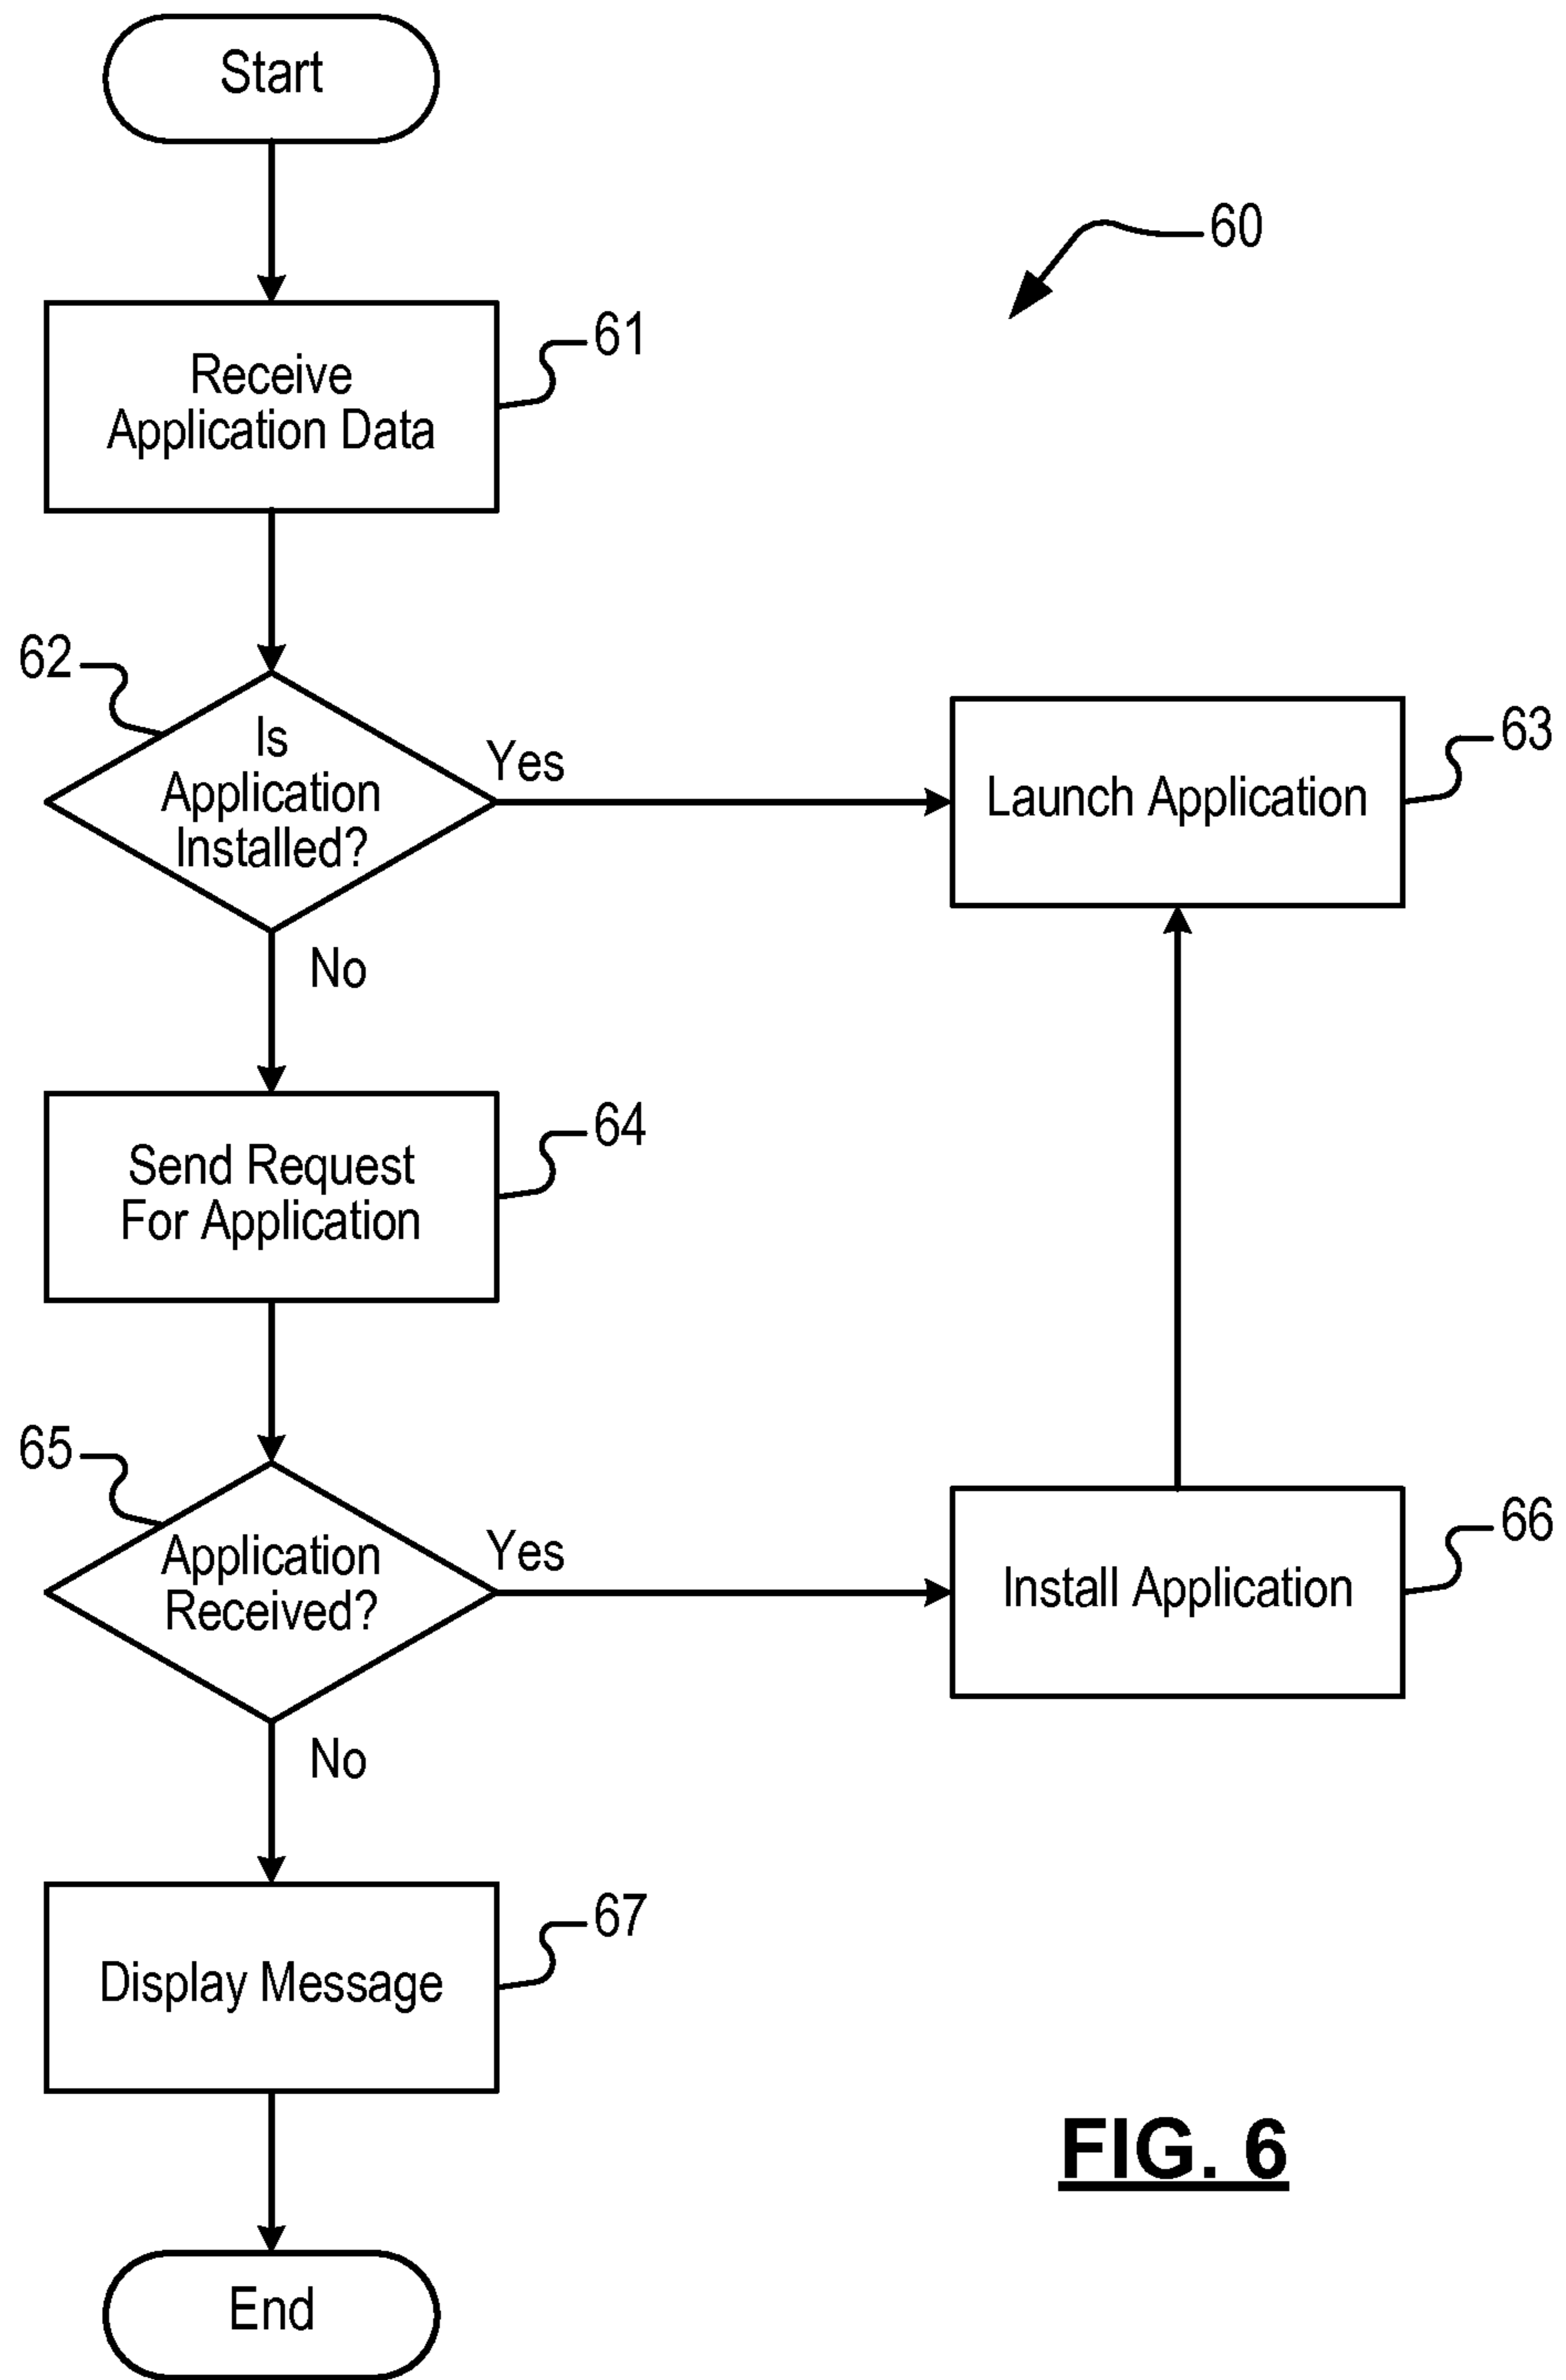 Start
60
61
Receive
Application Data
62
Is
Application
Installed?
Yes
No
63
Launch Application
64
Send Request
For Application
65
Application
Received?
Yes
No
66
Install Application
67
Display Message
End
FIG. 6